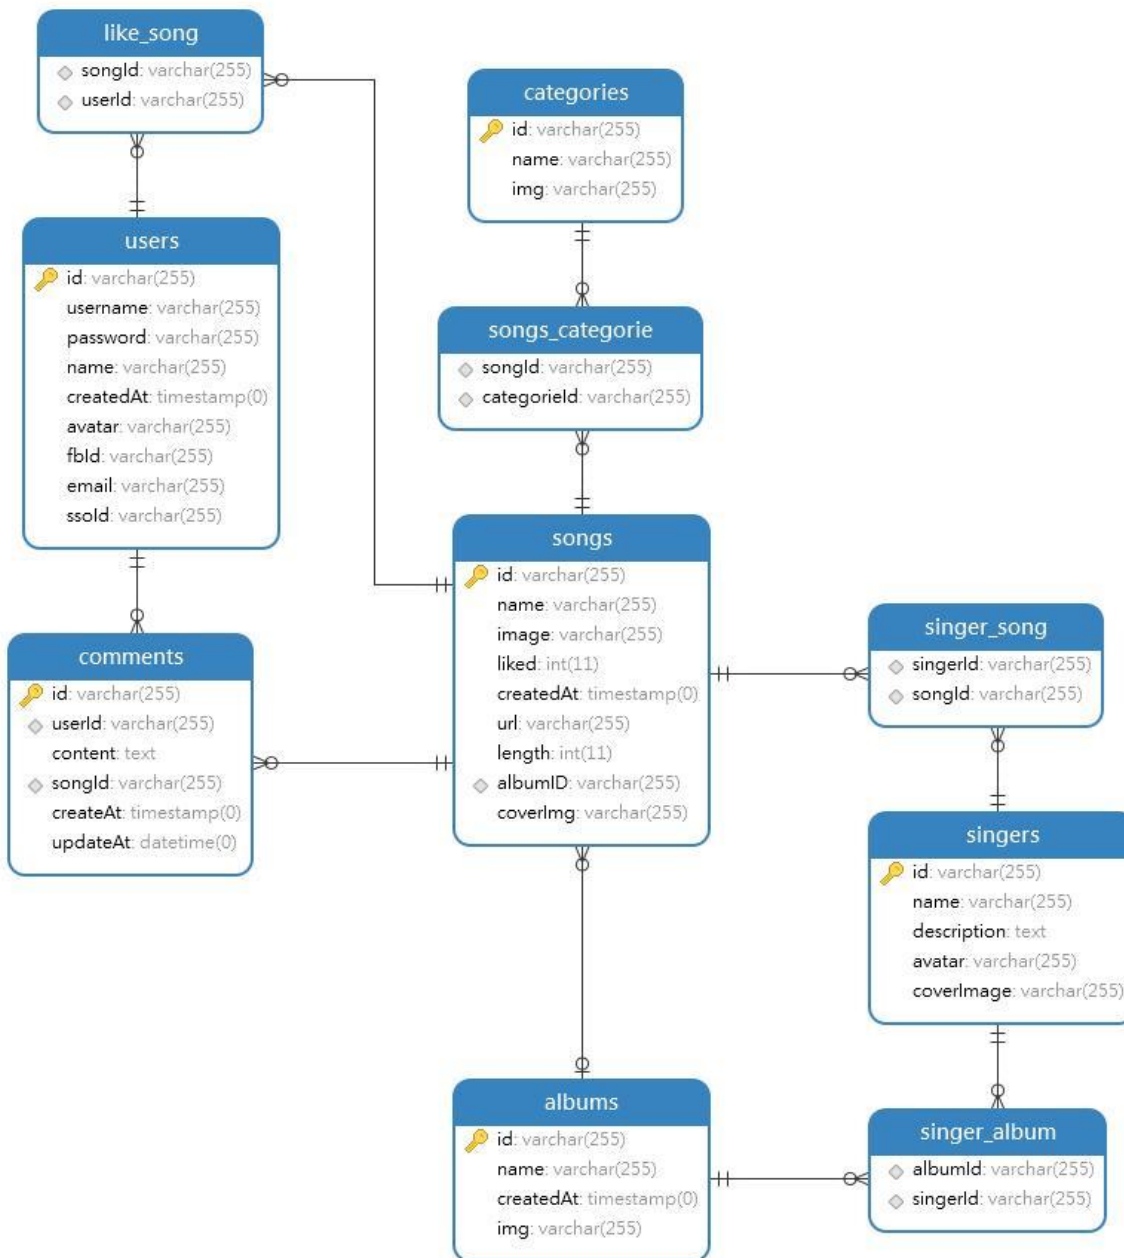 like_song
songId: varchar(255)
userId: varchar(255)
categories
id: varchar(255)
name: varchar(255)
img: varchar(255)
users
id: varchar(255)
username: varchar(255)
password: varchar(255)
name: varchar(255)
createdAt: timestamp(0)
avatar: varchar(255)
fbId: varchar(255)
email: varchar(255)
ssoId: varchar(255)
songs_categorie
songId: varchar(255)
categorieId: varchar(255)
songs
id: varchar(255)
name: varchar(255)
image: varchar(255)
liked: int(11)
createdAt: timestamp(0)
url: varchar(255)
length: int(11)
albumID: varchar(255)
coverImg: varchar(255)
comments
id: varchar(255)
userId: varchar(255)
content: text
songId: varchar(255)
createAt: timestamp(0)
updateAt: datetime(0)
singer_song
singerId: varchar(255)
songId: varchar(255)
singers
id: varchar(255)
name: varchar(255)
description: text
avatar: varchar(255)
coverImage: varchar(255)
albums
id: varchar(255)
name: varchar(255)
createdAt: timestamp(0)
img: varchar(255)
singer_album
albumId: varchar(255)
singerId: varchar(255)